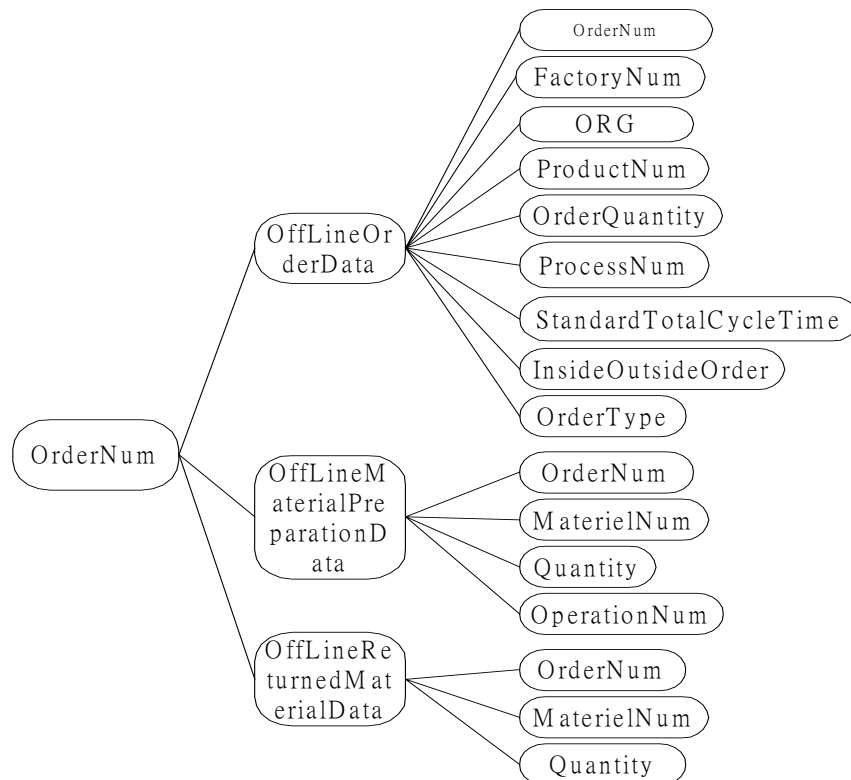 OrderNum
FactoryNum
ORG
ProductNum
OrderQuantity
ProcessNum
StandardTotalCycleTime
InsideOutsideOrder
OrderType
OffLineOr
derData
OrderNum
OffLineM
aterialPre
parationD
ata
OrderNum
MaterielNum
Quantity
OperationNum
OffLineRe
turnedMat
erialData
OrderNum
MaterielNum
Quantity